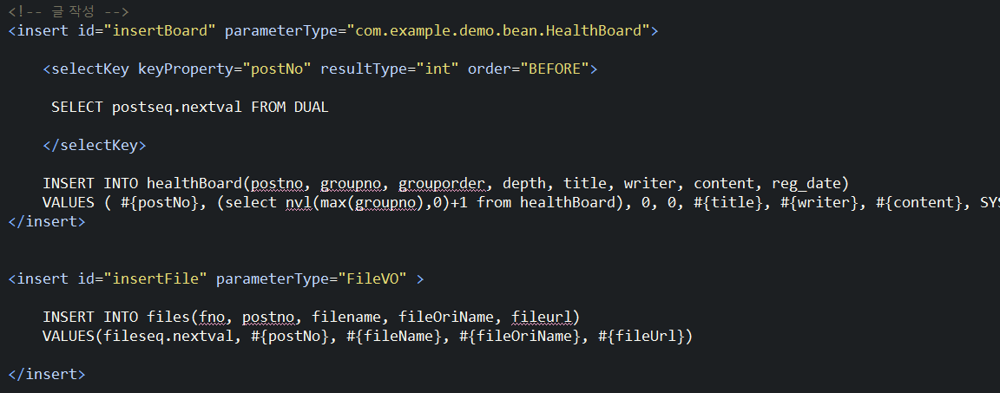 <!-- 글 작성 -->
<insert id="insertBoard" parameterType="com.example.demo.bean.HealthBoard">
<selectKey keyProperty="postNo" resultType="int" order="BEFORE">
SELECT postseq.nextval FROM DUAL
</selectKey>
INSERT INTO healthBoard(postno, groupno, grouporder, depth, title, writer, content, reg_date)
VALUES ( #{postNo}, (select nvl(max(groupno),0)+1 from healthBoard), 0, 0, #{title}, #{writer}, #{content}, SYS
</insert>
<insert id="insertFile" parameterType="FileVO" >
INSERT INTO files(fno, postno, filename, fileOriName, fileurl)
VALUES(fileseq.nextval, #{postNo}, #{fileName}, #{fileOriName}, #{fileUrl})
</insert>